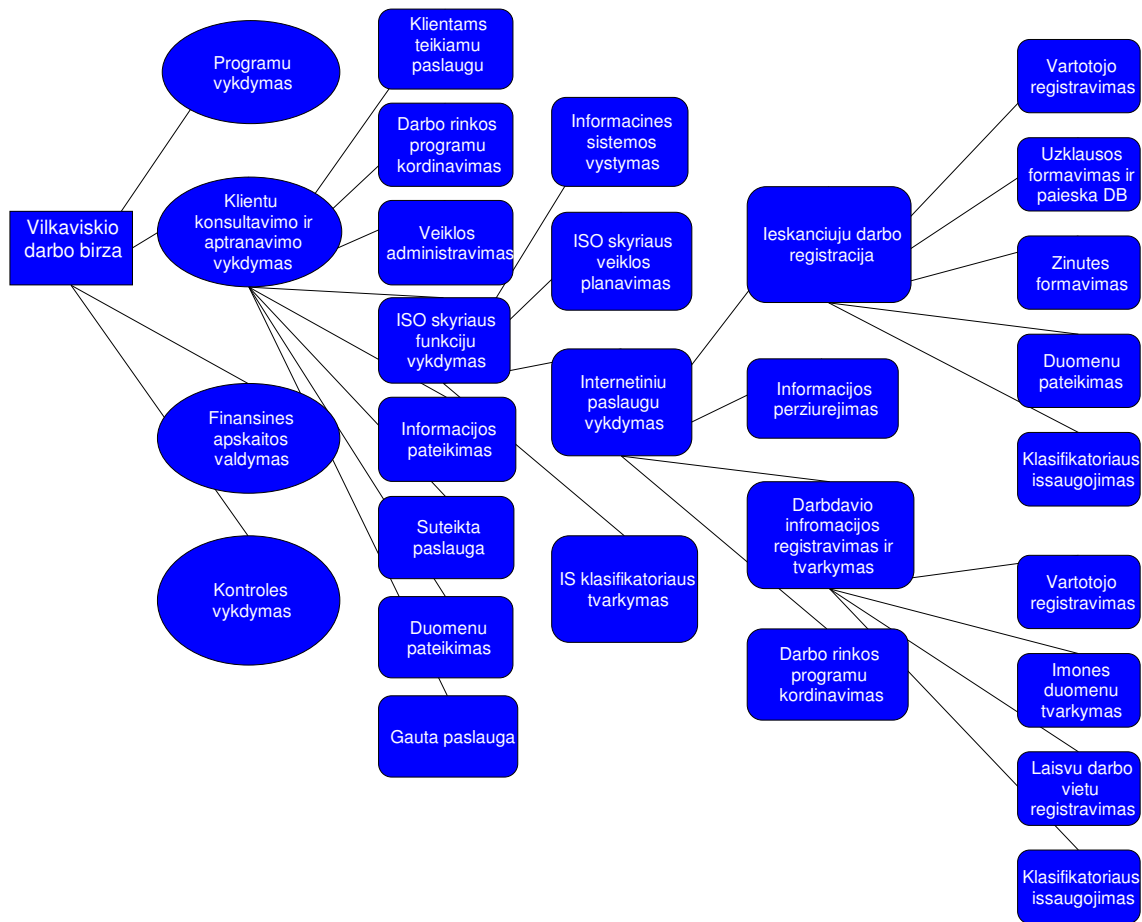 Vilkaviskio
darbo birza
Programu
vykdymas
Klientu
konsultavimo ir
aptranavimo
vykdymas
Finansines
apskaitos
valdymas
Kontroles
vykdymas
Klientams
teikiamu
paslaugu
Darbo rinkos
programu
kordinavimas
Veiklos
administravimas
ISO skyriaus
funkciju
vykdymas
Informacijos
pateikimas
Suteikta
paslauga
Duomenu
pateikimas
Gauta paslauga
Informacines
sistemos
vystymas
ISO skyriaus
veiklos
planavimas
Internetiniu
paslaugu
vykdymas
IS klasifikatoriaus
tvarkymas
Ieskanciuju darbo
registracija
Informacijos
perziurejimas
Darbdavio
infromacijos
registravimas ir
tvarkymas
Darbo rinkos
programu
kordinavimas
Vartotojo
registravimas
Uzklausos
formavimas ir
paieska DB
Zinutes
formavimas
Duomenu
pateikimas
Klasifikatoriaus
issaugojimas
Vartotojo
registravimas
Imones
duomenu
tvarkymas
Laisvu darbo
vietu
registravimas
Klasifikatoriaus
issaugojimas